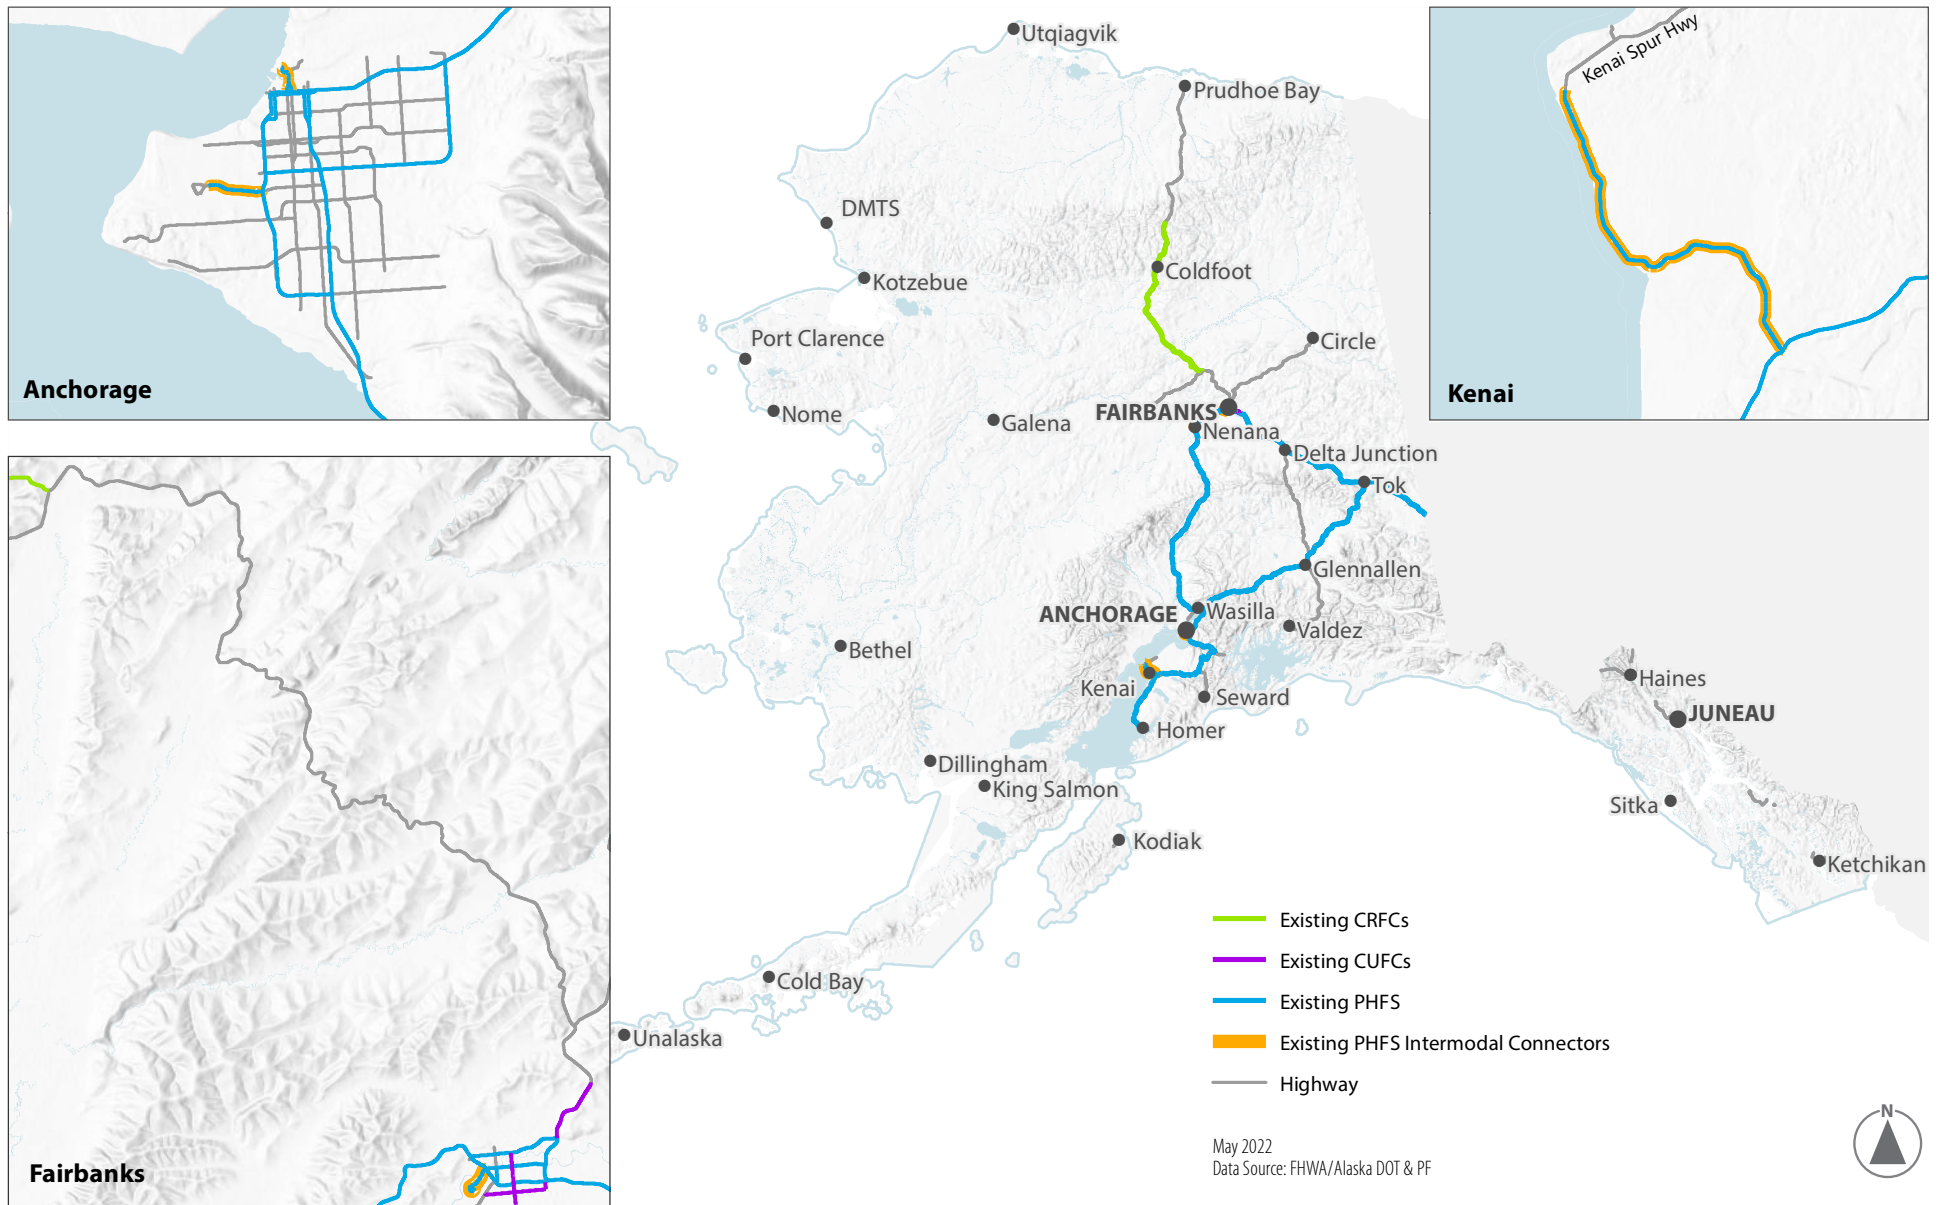 Anchorage
Kenai Spur Hwy
Kenai
Fairbanks
Utqiagvik
Prudhoe Bay
DMTS
Coldfoot
Kotzebue
Port Clarence
Circle
Nome
Galena
FAIRBANKS
Nenana
Delta Junction
Tok
Glennallen
ANCHORAGE
Wasilla
Valdez
Bethel
Kenai
Seward
Homer
Haines
JUNEAU
Dillingham
King Salmon
Sitka
Kodiak
Ketchikan
Cold Bay
Unalaska
Existing CRFCs
Existing CUFCs
Existing PHFS
Existing PHFS Intermodal Connectors
Highway
May 2022
Data Source: FHWA/Alaska DOT & PF
N